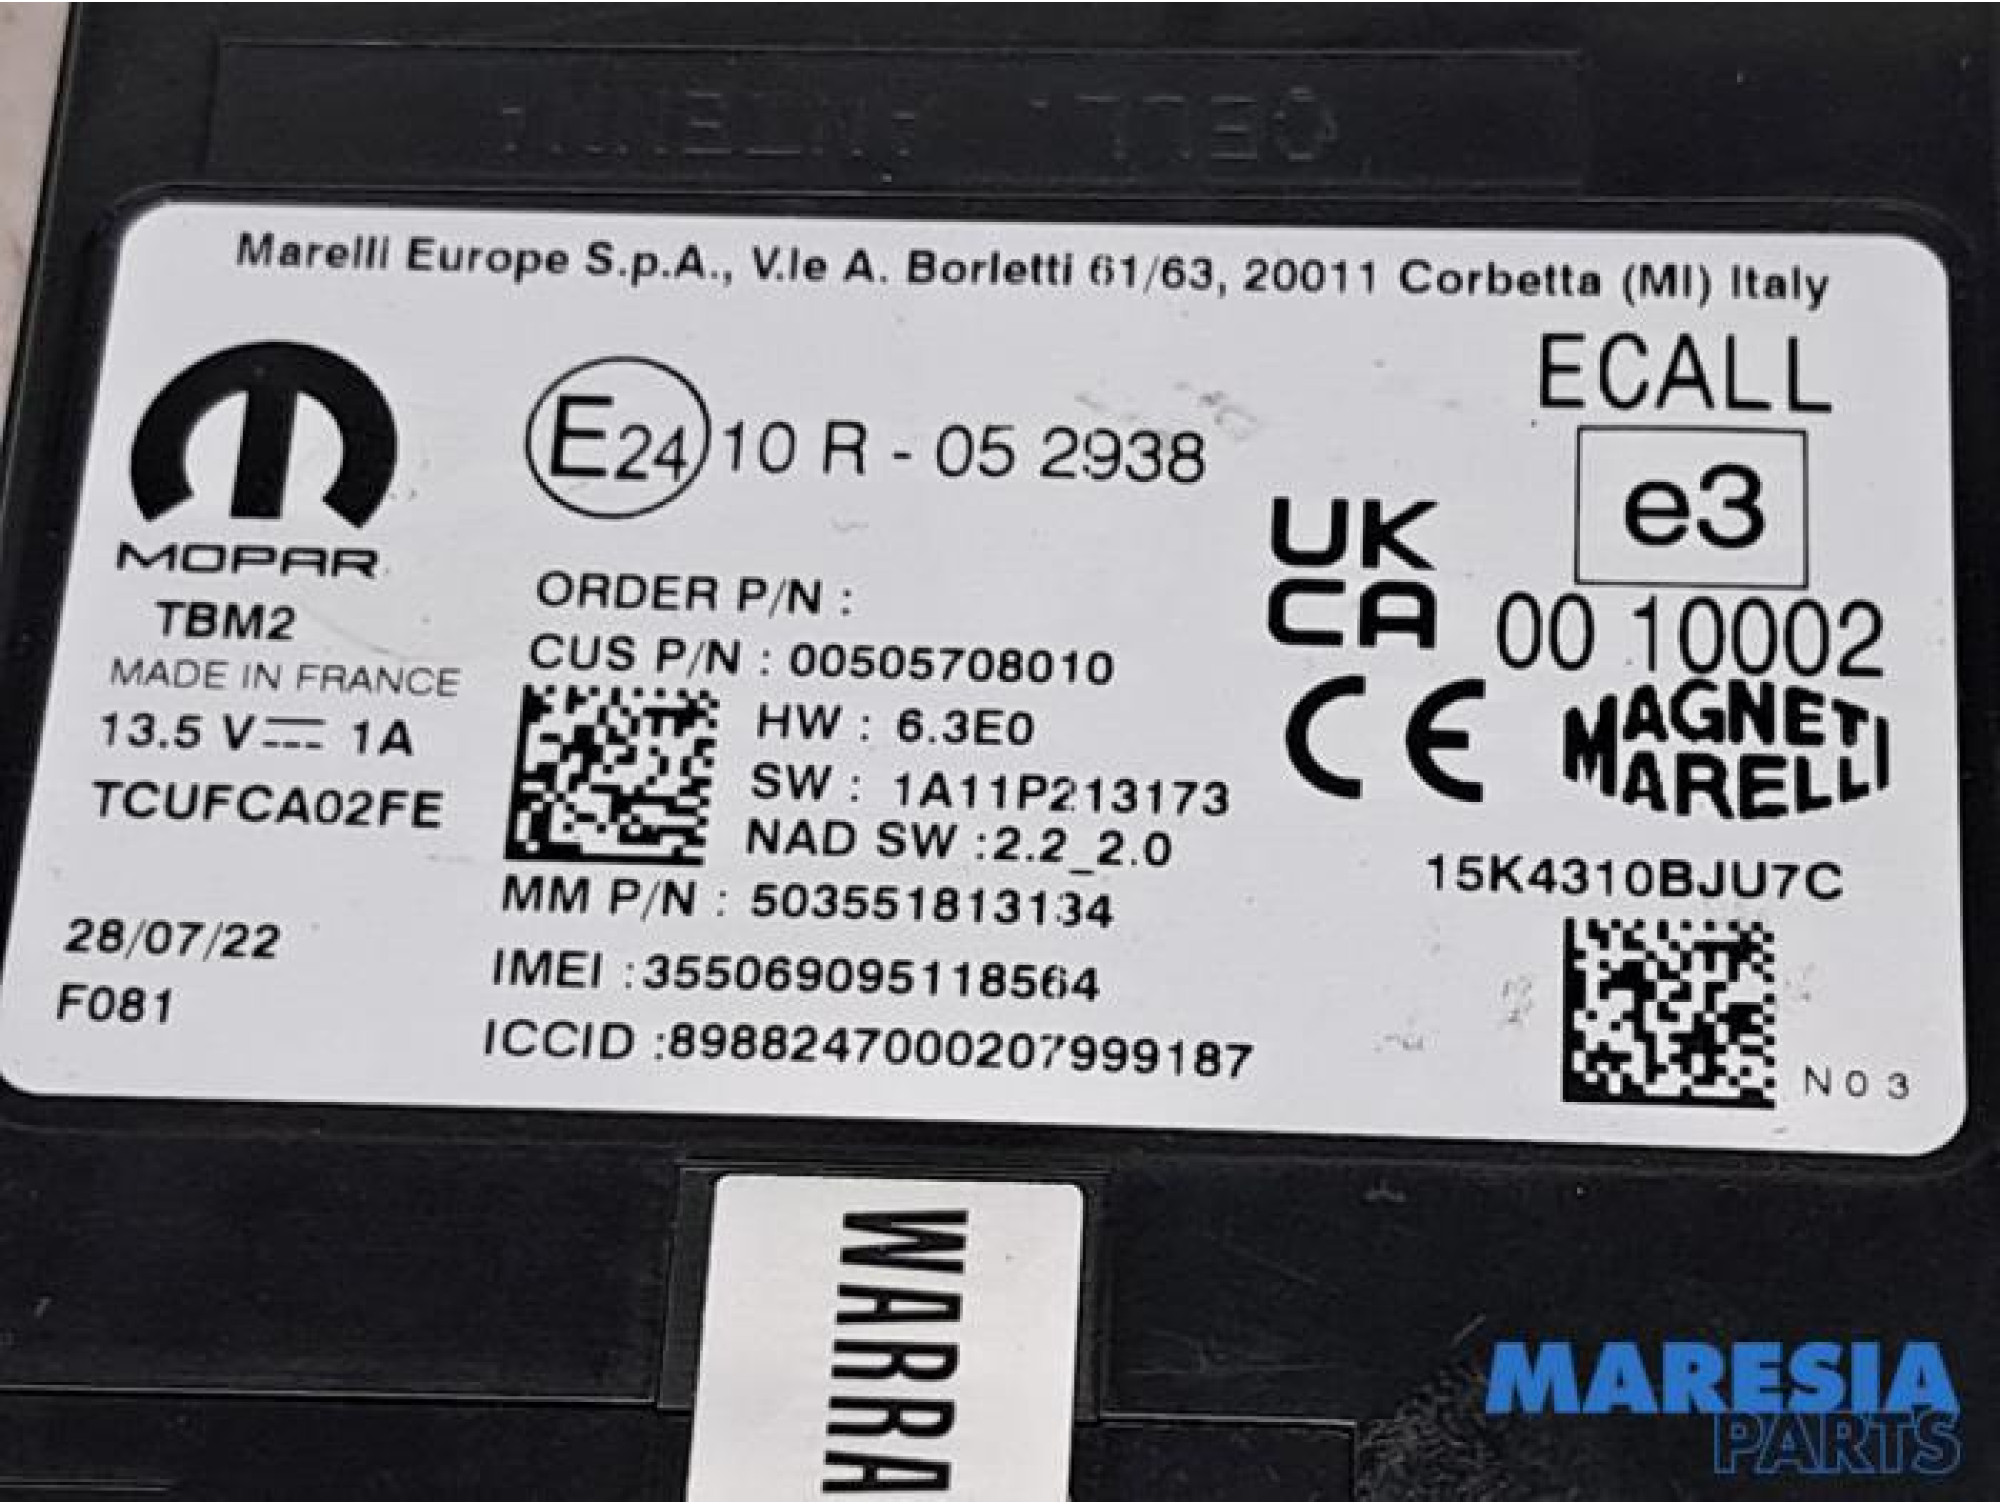 Marelli Europe S.p.A., V.le A. Borletti 61/63, 20011 Corbetta (MI) Italy
MOPAR
TBM2
MADE IN FRANCE
13.5 V 1A
TCUFCA02FE
28/07/22
F081
E24 10 R - 05 2938
ORDER P/N :
CUS P/N : 00505708010
HW : 6.3E0
SW : 1A11P213173
NAD SW :2.2_2.0
MM P/N : 503551813134
IMEI :355069095118564
ICCID :8988247000207999187
ECALL
e3
00 10002
UK
CA
CE
MAGNETI
MARELLI
15K4310BJU7C
N03
WARRA
MARESIA
PARTS